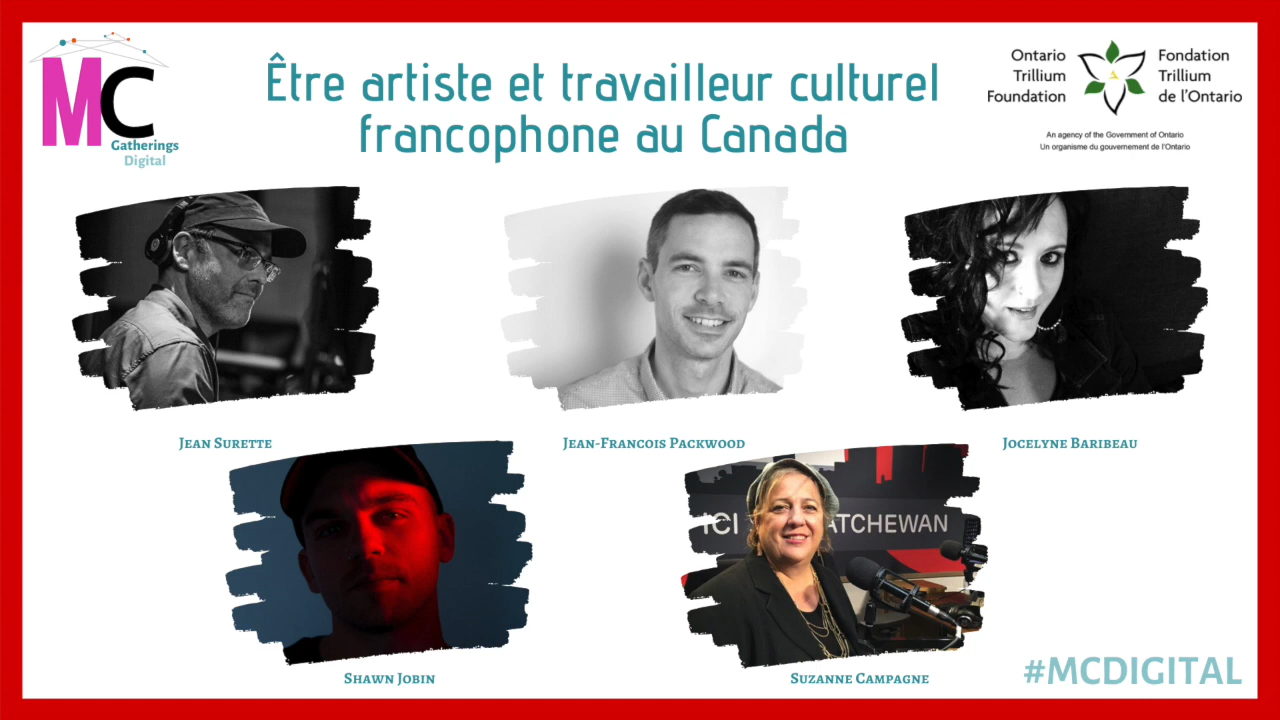 MC
Gatherings
Digital
Être artiste et travailleur culturel
francophone au Canada
Ontario
Trillium
Foundation
Fondation
Trillium
de l'Ontario
An agency of the Government of Ontario
Un organisme du gouvernement de l'Ontario
Jean Surette
Jean-Francois Packwood
Jocelyne Baribeau
ICI
ATCHEWAN
Shawn Jobin
Suzanne Campagne
#MCDIGITAL